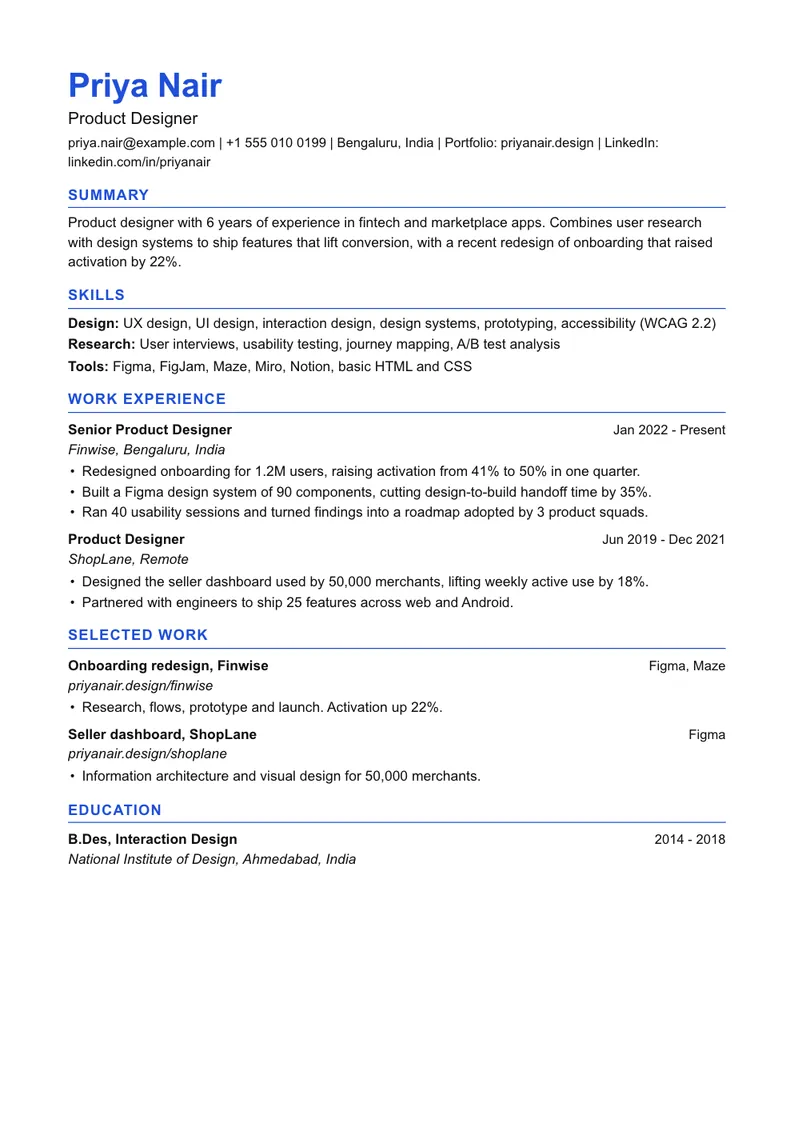 Priya Nair
Product Designer
priya.nair@example.com | +1 555 010 0199 | Bengaluru, India | Portfolio: priyanair.design | LinkedIn:
linkedin.com/in/priyanair
SUMMARY
Product designer with 6 years of experience in fintech and marketplace apps. Combines user research
with design systems to ship features that lift conversion, with a recent redesign of onboarding that raised
activation by 22%.
SKILLS
Design: UX design, UI design, interaction design, design systems, prototyping, accessibility (WCAG 2.2)
Research: User interviews, usability testing, journey mapping, A/B test analysis
Tools: Figma, FigJam, Maze, Miro, Notion, basic HTML and CSS
WORK EXPERIENCE
Senior Product Designer Jan 2022 - Present
Finwise, Bengaluru, India
• Redesigned onboarding for 1.2M users, raising activation from 41% to 50% in one quarter.
• Built a Figma design system of 90 components, cutting design-to-build handoff time by 35%.
• Ran 40 usability sessions and turned findings into a roadmap adopted by 3 product squads.
Product Designer Jun 2019 - Dec 2021
ShopLane, Remote
• Designed the seller dashboard used by 50,000 merchants, lifting weekly active use by 18%.
• Partnered with engineers to ship 25 features across web and Android.
SELECTED WORK
Onboarding redesign, Finwise Figma, Maze
priyanair.design/finwise
• Research, flows, prototype and launch. Activation up 22%.
Seller dashboard, ShopLane Figma
priyanair.design/shoplane
• Information architecture and visual design for 50,000 merchants.
EDUCATION
B.Des, Interaction Design 2014 - 2018
National Institute of Design, Ahmedabad, India